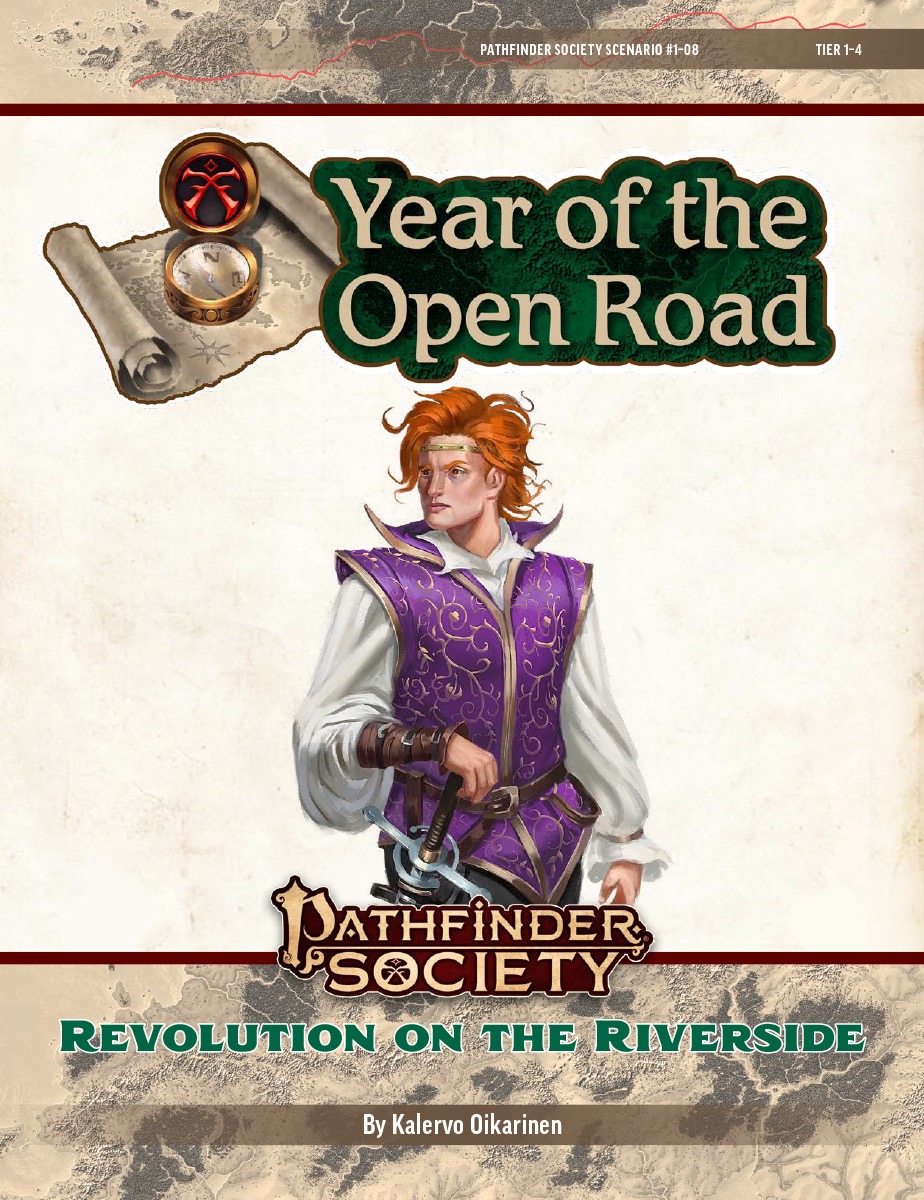 PATHFINDER SOCIETY SCENARIO #1–08 TIER 1–4
Year of the
Open Road
N
E
PATHFINDER
SOCIETY
REVOLUTION ON THE RIVERSIDE
By Kalervo Oikarinen